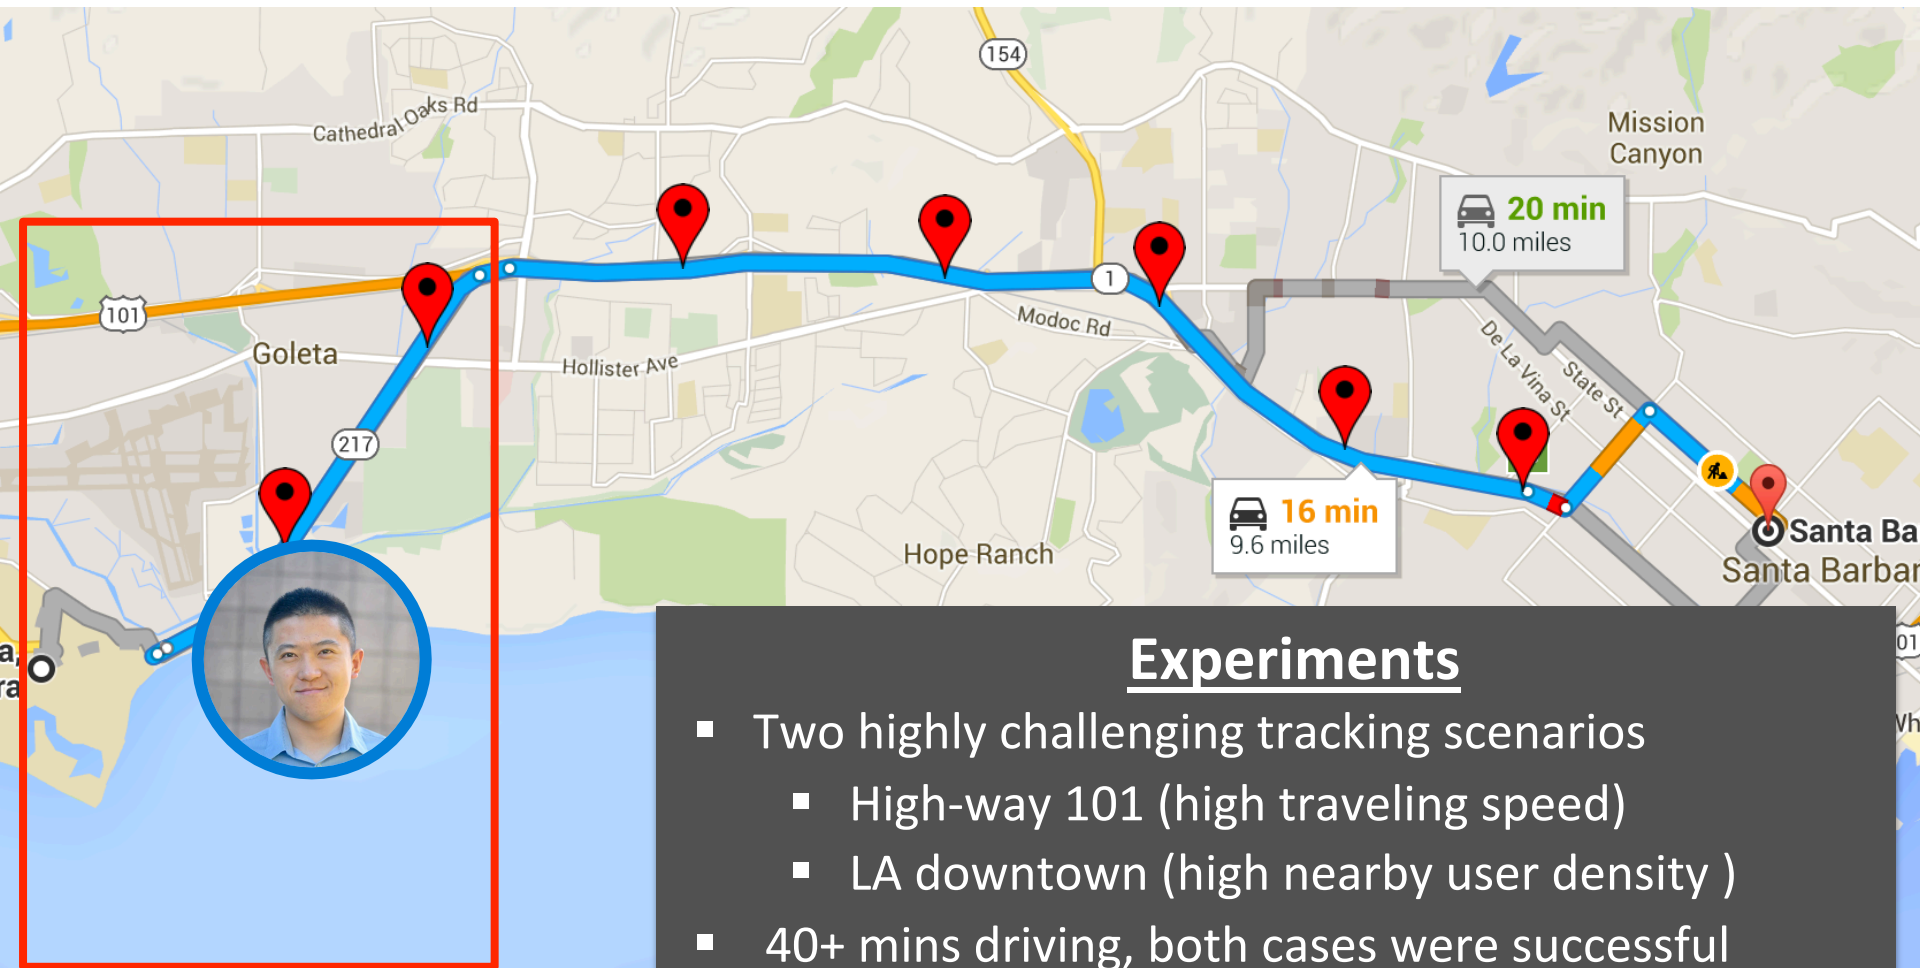 154
Cathedral Oaks Rd
Mission
Canyon
20 min
10.0 miles
101
1
Modoc Rd
Goleta
Hollister Ave
De La Vina St
State St
217
16 min
9.6 miles
Hope Ranch
Santa Ba
Santa Barbar
a,
ra
01
Wh
Experiments
▪ Two highly challenging tracking scenarios
▪ High-way 101 (high traveling speed)
▪ LA downtown (high nearby user density )
▪ 40+ mins driving, both cases were successful